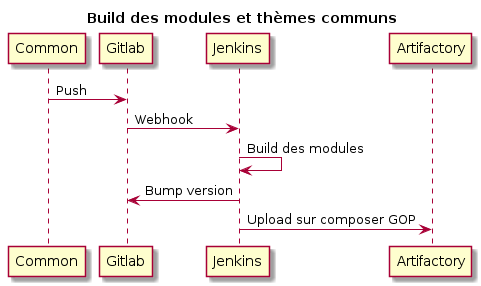 Build des modules et thèmes communs
Common Gitlab Jenkins Artifactory
Push
Webhook
Build des modules
Bump version
Upload sur composer GOP
Common Gitlab Jenkins Artifactory